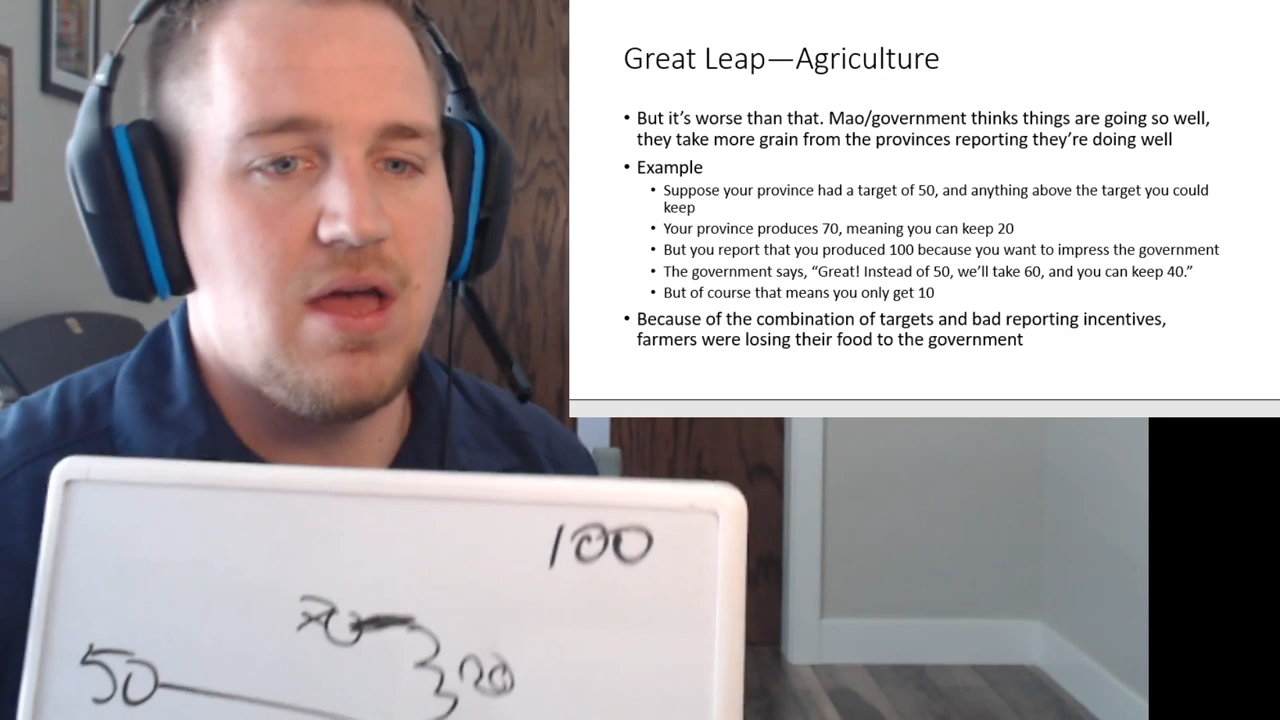 Great Leap—Agriculture
• But it's worse than that. Mao/government thinks things are going so well,
they take more grain from the provinces reporting they're doing well
• Example
• Suppose your province had a target of 50, and anything above the target you could
keep
• Your province produces 70, meaning you can keep 20
• But you report that you produced 100 because you want to impress the government
• The government says, "Great! Instead of 50, we'll take 60, and you can keep 40."
• But of course that means you only get 10
• Because of the combination of targets and bad reporting incentives,
farmers were losing their food to the government
100
70
50
20